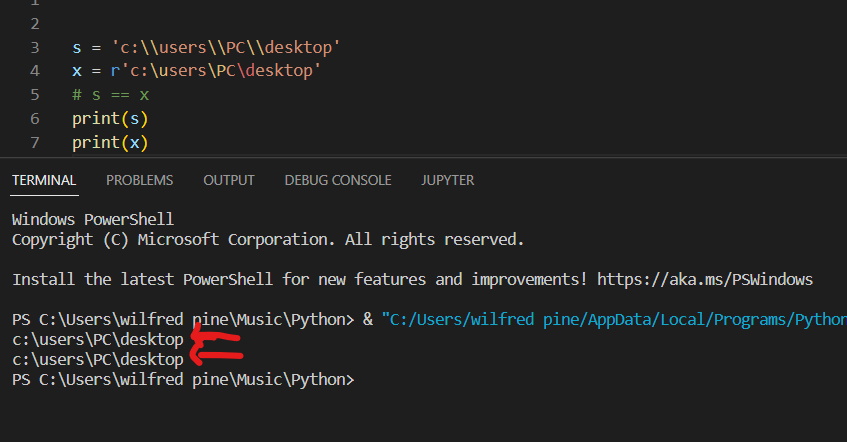 1
2
3 s = 'c:\\users\\PC\\desktop'
4 x = r'c:\users\PC\desktop'
5 # s == x
6 print(s)
7 print(x)
TERMINAL PROBLEMS OUTPUT DEBUG CONSOLE JUPYTER
Windows PowerShell
Copyright (C) Microsoft Corporation. All rights reserved.
Install the latest PowerShell for new features and improvements! https://aka.ms/PSWindows
PS C:\Users\wilfred pine\Music\Python> & "C:/Users/wilfred pine/AppData/Local/Programs/Python
c:\users\PC\desktop
c:\users\PC\desktop
PS C:\Users\wilfred pine\Music\Python>